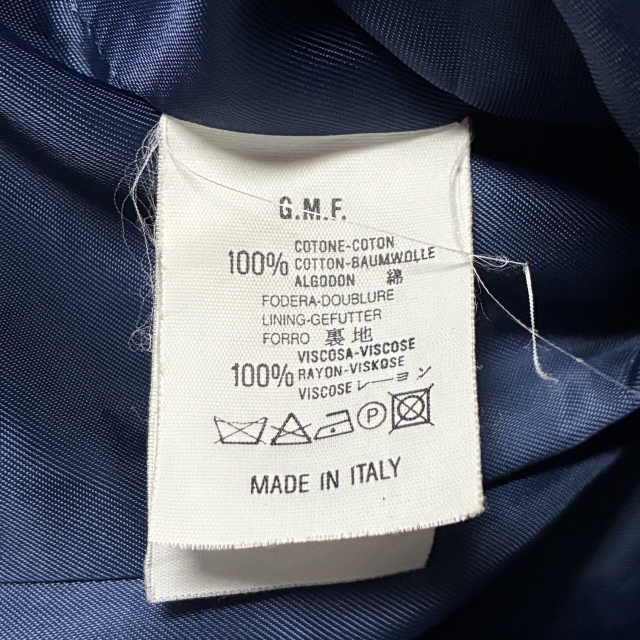 G.M.F.
COTONE-COTON
100% COTTON-BAUMWOLLE
ALGODON 綿
FODERA-DOUBLURE
LINING-GEFUTTER
FORRO 裏地
VISCOSA-VISCOSE
100% RAYON-VISKOSE
VISCOSE レーヨン
P
MADE IN ITALY